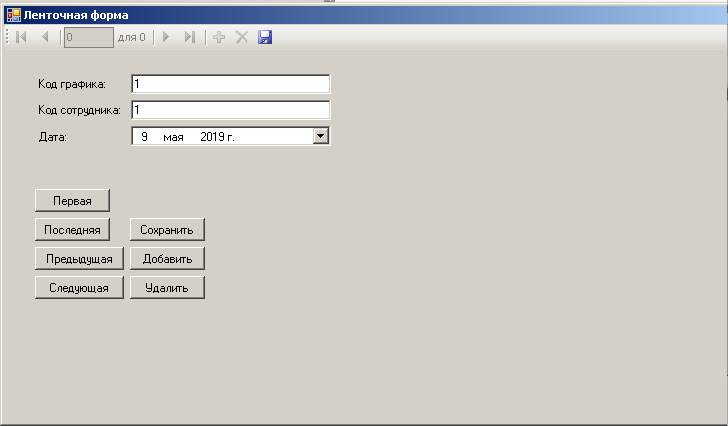 Ленточная форма
0 для 0
Код графика: 1
Код сотрудника: 1
Дата: 9 мая 2019 г.
Первая
Последняя Сохранить
Предыдущая Добавить
Следующая Удалить